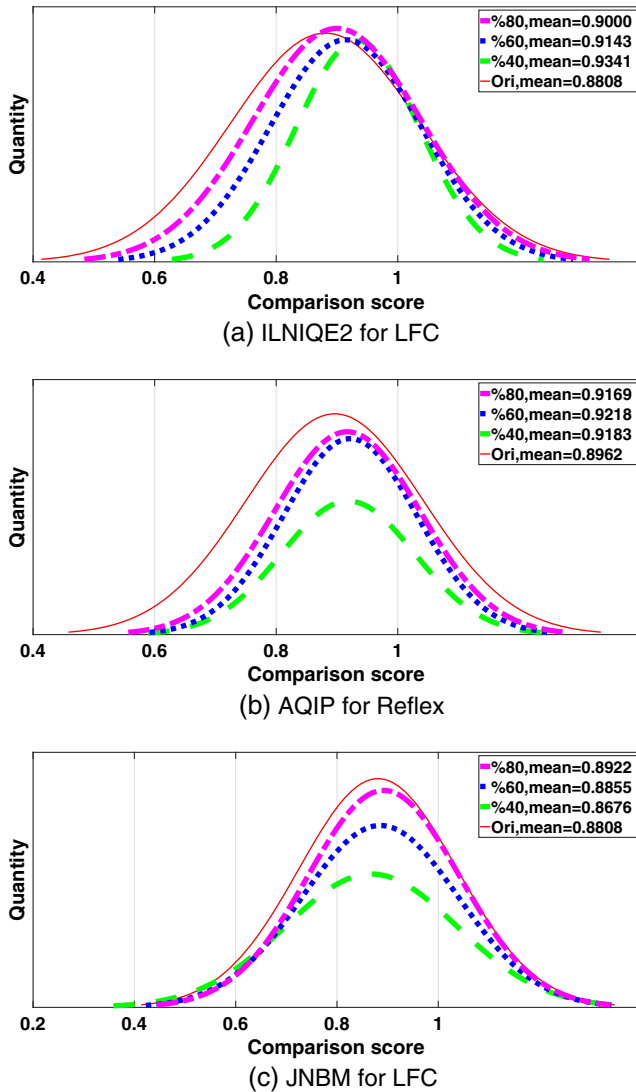 %80,mean=0.9000
%60,mean=0.9143
%40,mean=0.9341
Ori,mean=0.8808
Quantity
0.4 0.6 0.8 1
Comparison score
(a) ILNIQE2 for LFC
%80,mean=0.9169
%60,mean=0.9218
%40,mean=0.9183
Ori,mean=0.8962
Quantity
0.4 0.6 0.8 1
Comparison score
(b) AQIP for Reflex
%80,mean=0.8922
%60,mean=0.8855
%40,mean=0.8676
Ori,mean=0.8808
Quantity
0.2 0.4 0.6 0.8 1
Comparison score
(c) JNBM for LFC